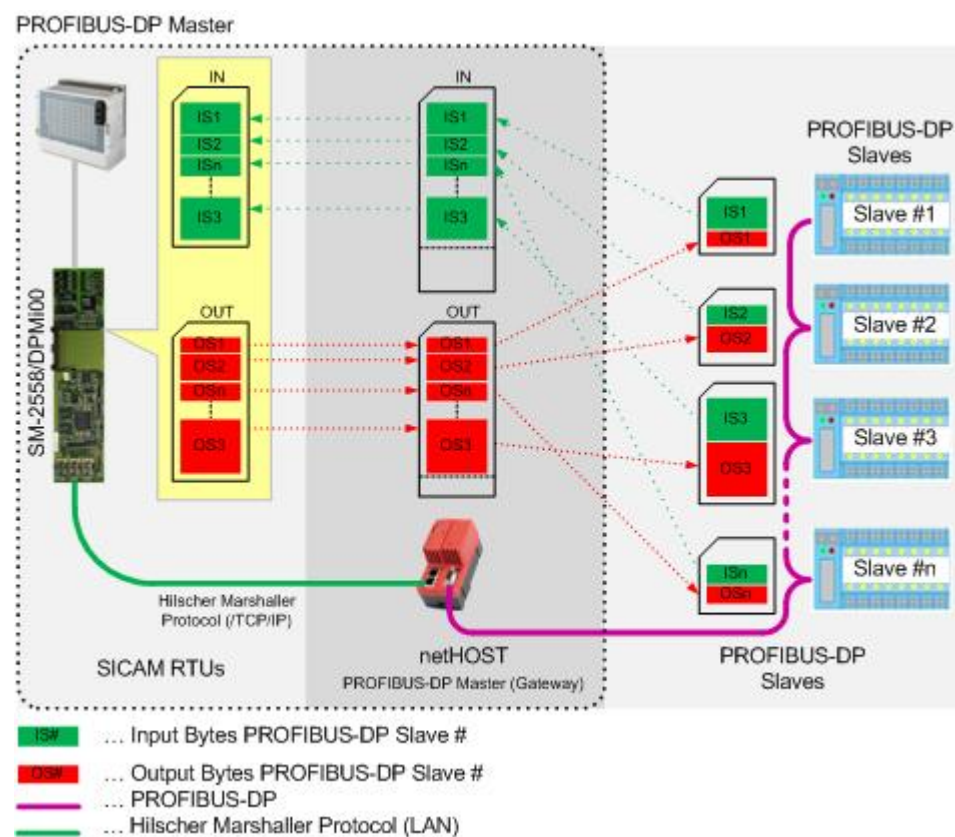 PROFIBUS-DP Master
IN
IS1
IS2
ISn
IS3
OUT
OS1
OS2
OSn
OS3
SM-2558/DPMi00
IN
IS1
IS2
ISn
IS3
OUT
OS1
OS2
OSn
OS3
PROFIBUS-DP
Slaves
IS1
OS1
Slave #1
IS2
OS2
Slave #2
IS3
OS3
Slave #3
ISn
OSn
Slave #n
Hilscher Marshaller
Protocol (/TCP/IP)
SICAM RTUs
netHOST
PROFIBUS-DP Master (Gateway)
PROFIBUS-DP
Slaves
IS# ... Input Bytes PROFIBUS-DP Slave #
OS# ... Output Bytes PROFIBUS-DP Slave #
... PROFIBUS-DP
... Hilscher Marshaller Protocol (LAN)